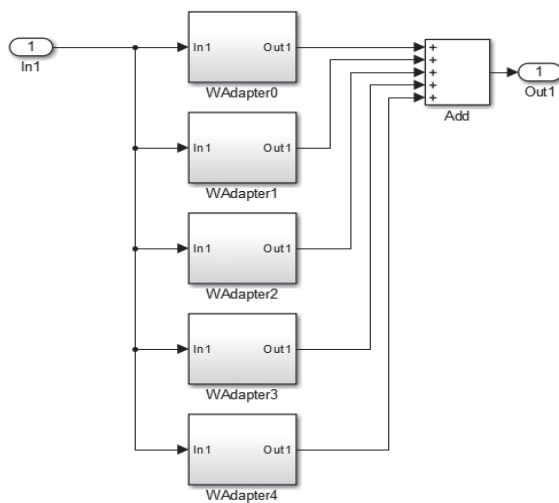 1
In1
In1 Out1
WAdapter0
In1 Out1
WAdapter1
In1 Out1
WAdapter2
In1 Out1
WAdapter3
In1 Out1
WAdapter4
+
+
+
+
+
Add
1
Out1